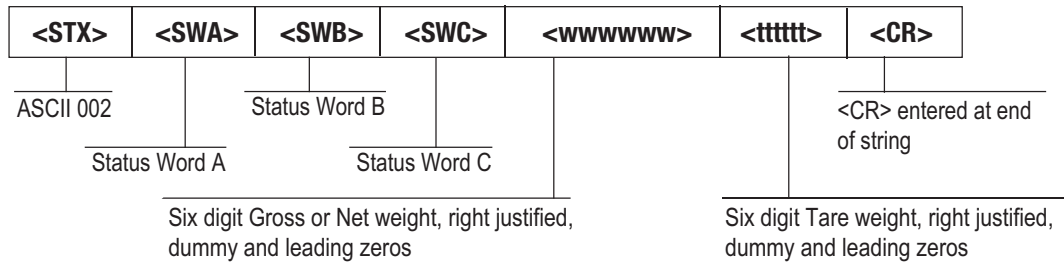 <STX> <SWA> <SWB> <SWC> <wwwwww> <tttttt> <CR>
ASCII 002
Status Word B
<CR> entered at end
of string
Status Word A
Status Word C
Six digit Gross or Net weight, right justified,
dummy and leading zeros
Six digit Tare weight, right justified,
dummy and leading zeros